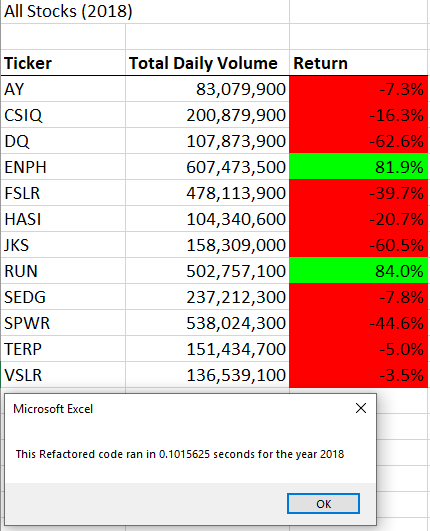 All Stocks (2018)
Ticker Total Daily Volume Return
AY 83,079,900 -7.3%
CSIQ 200,879,900 -16.3%
DQ 107,873,900 -62.6%
ENPH 607,473,500 81.9%
FSLR 478,113,900 -39.7%
HASI 104,340,600 -20.7%
JKS 158,309,000 -60.5%
RUN 502,757,100 84.0%
SEDG 237,212,300 -7.8%
SPWR 538,024,300 -44.6%
TERP 151,434,700 -5.0%
VSLR 136,539,100 -3.5%
Microsoft Excel
This Refactored code ran in 0.1015625 seconds for the year 2018
OK